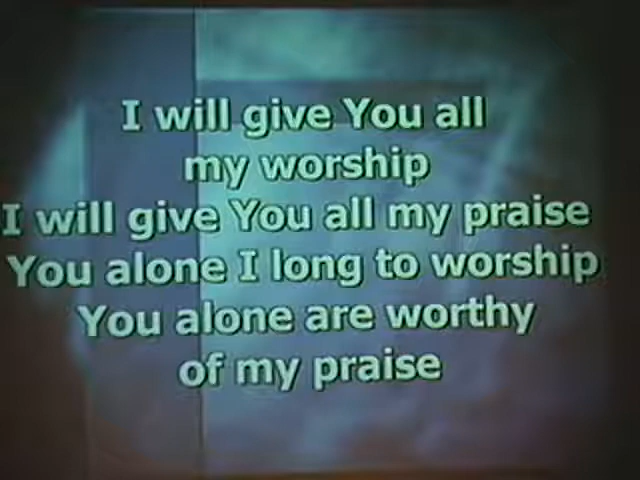 I will give You all
my worship
I will give You all my praise
You alone I long to worship
You alone are worthy
of my praise